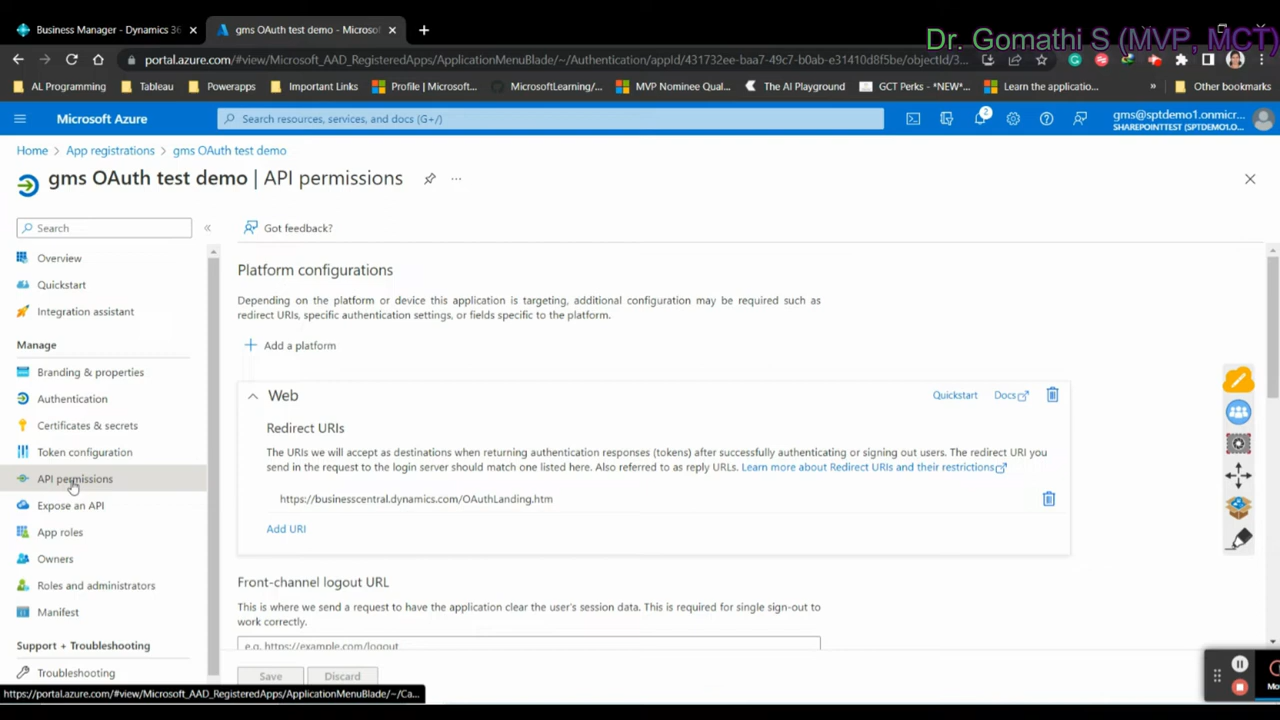 Business Manager - Dynamics 36
gms OAuth test demo - Microsof
Dr. Gomathi S (MVP, MCT)
portal.azure.com/#view/Microsoft_AAD_RegisteredApps/ApplicationMenuBlade/~/Authentication/appId/431732ee-baa7-49c7-b0ab-e31410d8f5be/objectId/3...
AL Programming
Tableau
Powerapps
Important Links
Profile | Microsoft...
MicrosoftLearning/...
MVP Nominee Qual...
The AI Playground
GCT Perks - *NEW*...
Learn the applicatio...
»
Other bookmarks
Microsoft Azure
Search resources, services, and docs (G+/)
2
gms@sptdemo1.onmicr...
SHAREPOINTTEST (SPTDEMO1.O...
Home > App registrations > gms OAuth test demo
gms OAuth test demo | API permissions
Search
«
Got feedback?
Overview
Quickstart
Integration assistant
Manage
Branding & properties
Authentication
Certificates & secrets
Token configuration
API permissions
Expose an API
App roles
Owners
Roles and administrators
Manifest
Support + Troubleshooting
Troubleshooting
Platform configurations
Depending on the platform or device this application is targeting, additional configuration may be required such as
redirect URIs, specific authentication settings, or fields specific to the platform.
+ Add a platform
Web
Quickstart
Docs
Redirect URIs
The URIs we will accept as destinations when returning authentication responses (tokens) after successfully authenticating or signing out users. The redirect URI you
send in the request to the login server should match one listed here. Also referred to as reply URLs. Learn more about Redirect URIs and their restrictions
https://businesscentral.dynamics.com/OAuthLanding.htm
Add URI
Front-channel logout URL
This is where we send a request to have the application clear the user's session data. This is required for single sign-out to
work correctly.
e.g. https://example.com/logout
Save
Discard
https://portal.azure.com/#view/Microsoft_AAD_RegisteredApps/ApplicationMenuBlade/~/Ca...